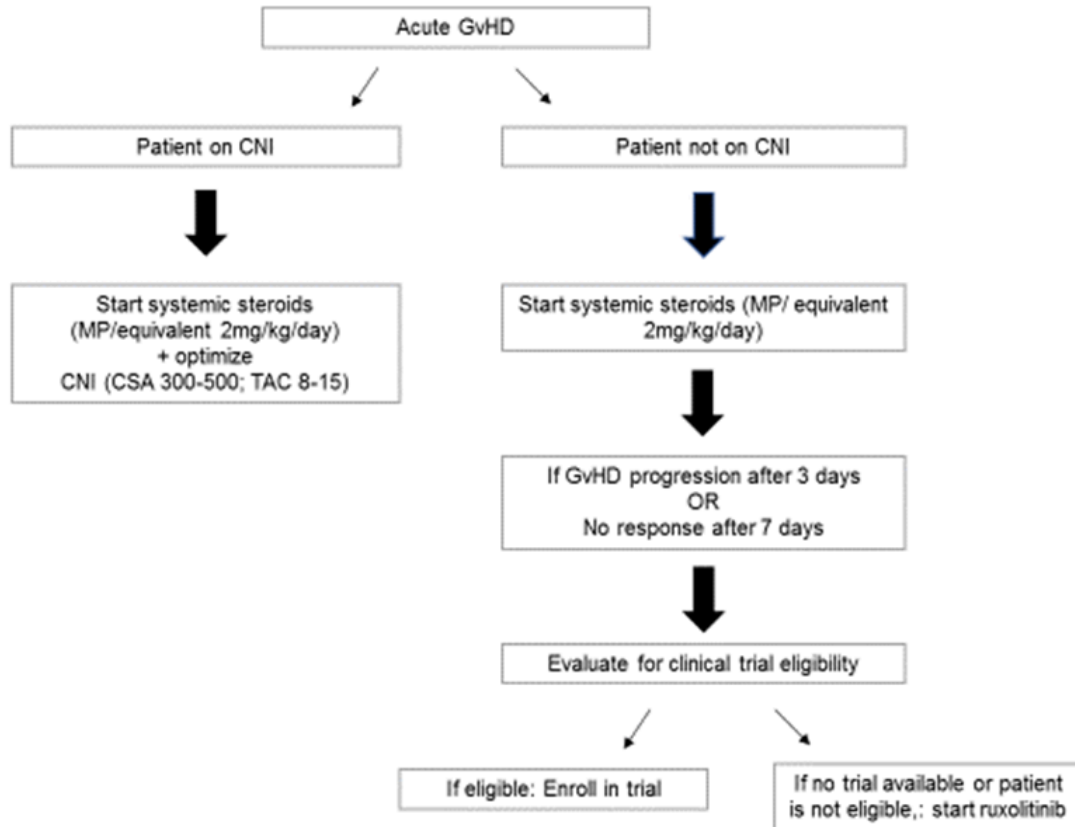 Acute GvHD
Patient on CNI
Patient not on CNI
Start systemic steroids
(MP/equivalent 2mg/kg/day)
+ optimize
CNI (CSA 300-500; TAC 8-15)
Start systemic steroids (MP/ equivalent
2mg/kg/day)
If GvHD progression after 3 days
OR
No response after 7 days
Evaluate for clinical trial eligibility
If eligible: Enroll in trial
If no trial available or patient
is not eligible,: start ruxolitinib